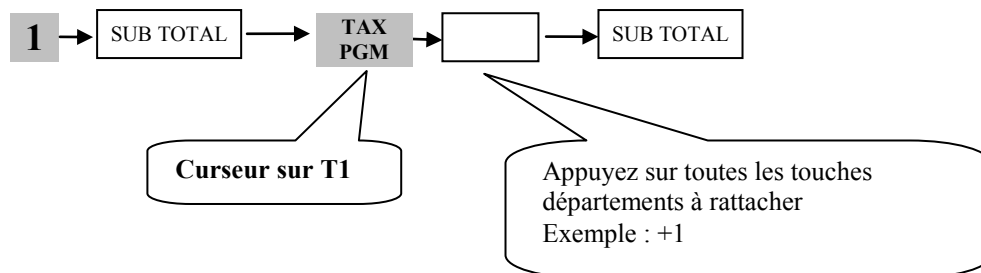 1 SUB TOTAL TAX PGM SUB TOTAL
Curseur sur T1
Appuyez sur toutes les touches
départements à rattacher
Exemple : +1